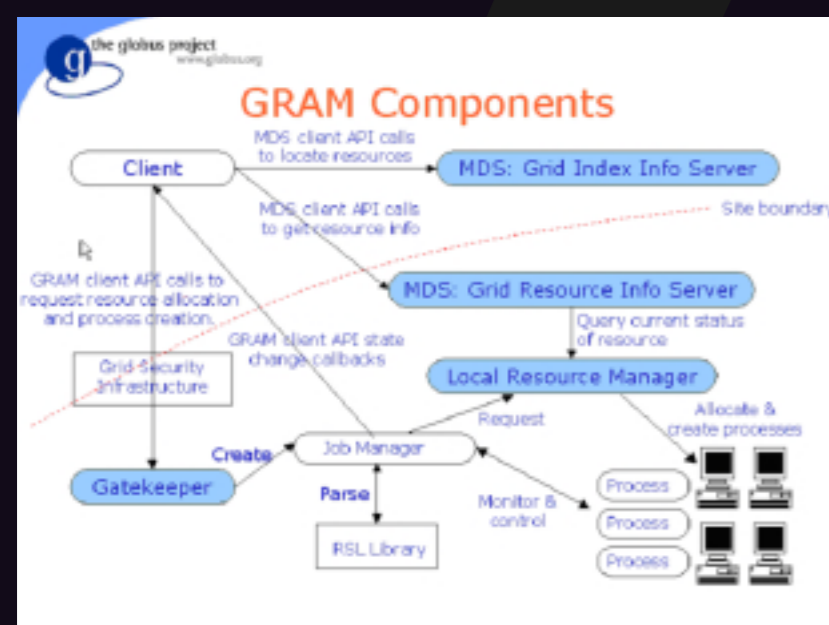 the globus project
www.globus.org
GRAM Components
MDS client API calls
to locate resources
Client
MDS: Grid Index Info Server
MDS client API calls
to get resource info
Site boundary
GRAM client API calls to
request resource allocation
and process creation.
MDS: Grid Resource Info Server
Query current status
of resource
GRAM client API state
change callbacks
Grid Security
Infrastructure
Local Resource Manager
Allocate &
create processes
Request
Create
Job Manager
Gatekeeper
Parse
Monitor &
control
Process
Process
Process
RSL Library